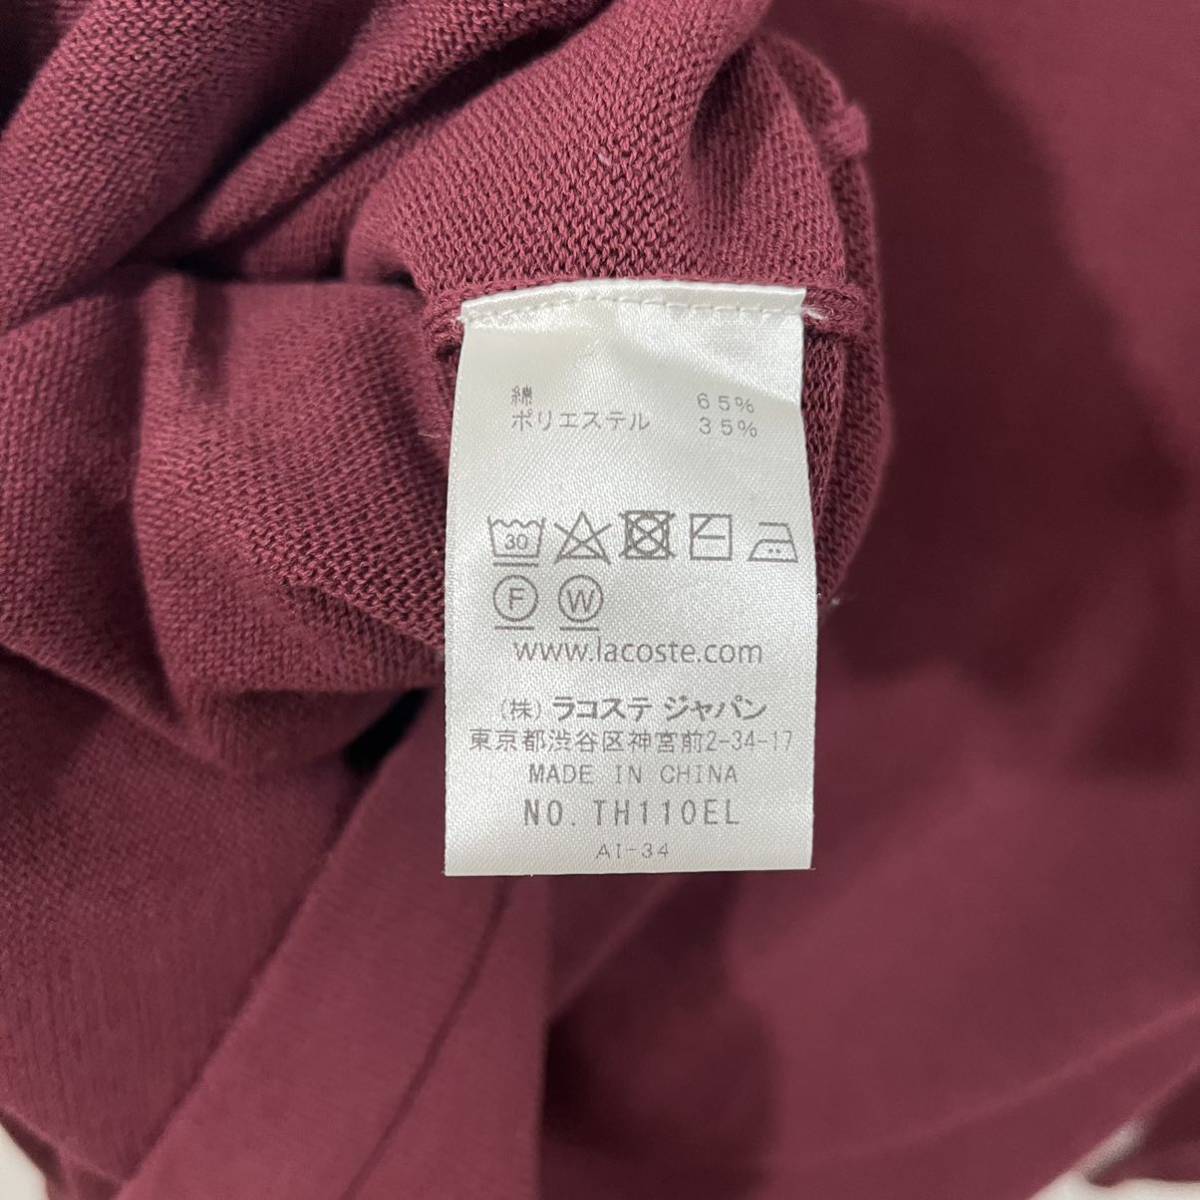 綿 65%
ポリエステル 35%
30
F W
www.lacoste.com
(株) ラコステ ジャパン
東京都渋谷区神宮前2-34-17
MADE IN CHINA
NO. TH110EL
AI-34